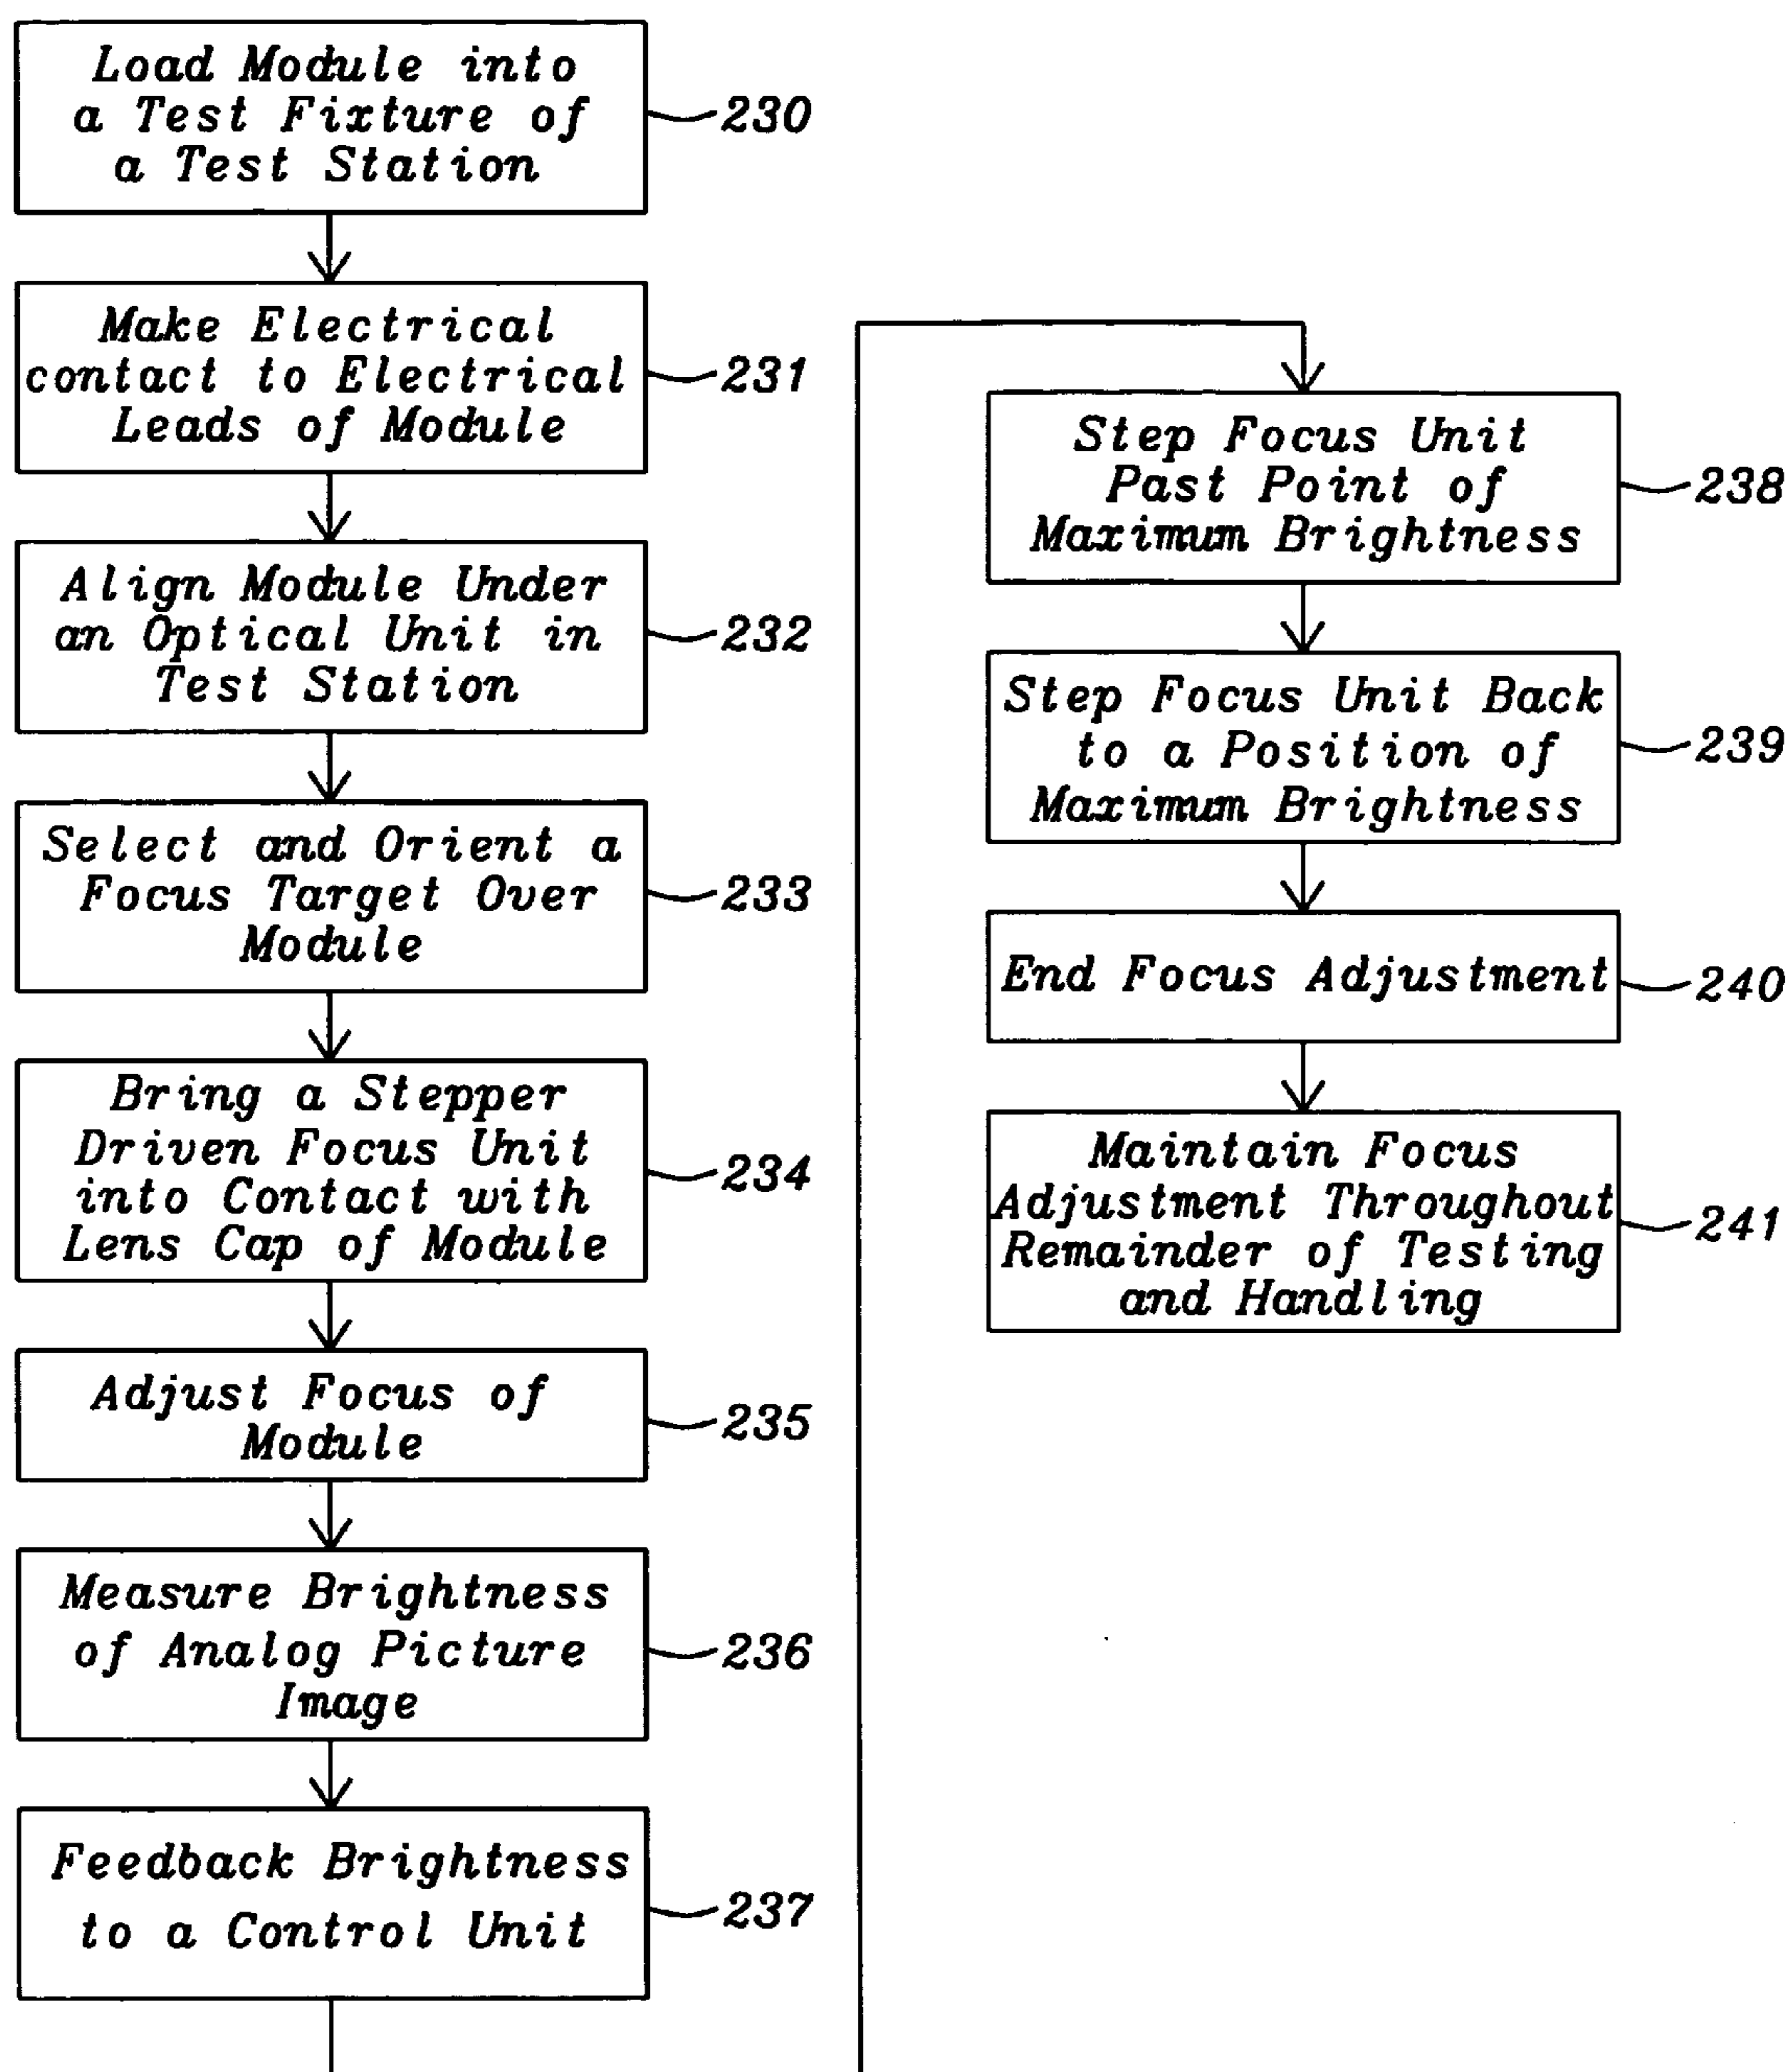 Load Module into
a Test Fixture of
a Test Station
230
Make Electrical
contact to Electrical
Leads of Module
231
Align Module Under
an Optical Unit in
Test Station
232
Select and Orient a
Focus Target Over
Module
233
Bring a Stepper
Driven Focus Unit
into Contact with
Lens Cap of Module
234
Adjust Focus of
Module
235
Measure Brightness
of Analog Picture
Image
236
Feedback Brightness
to a Control Unit
237
Step Focus Unit
Past Point of
Maximum Brightness
238
Step Focus Unit Back
to a Position of
Maximum Brightness
239
End Focus Adjustment
240
Maintain Focus
Adjustment Throughout
Remainder of Testing
and Handling
241